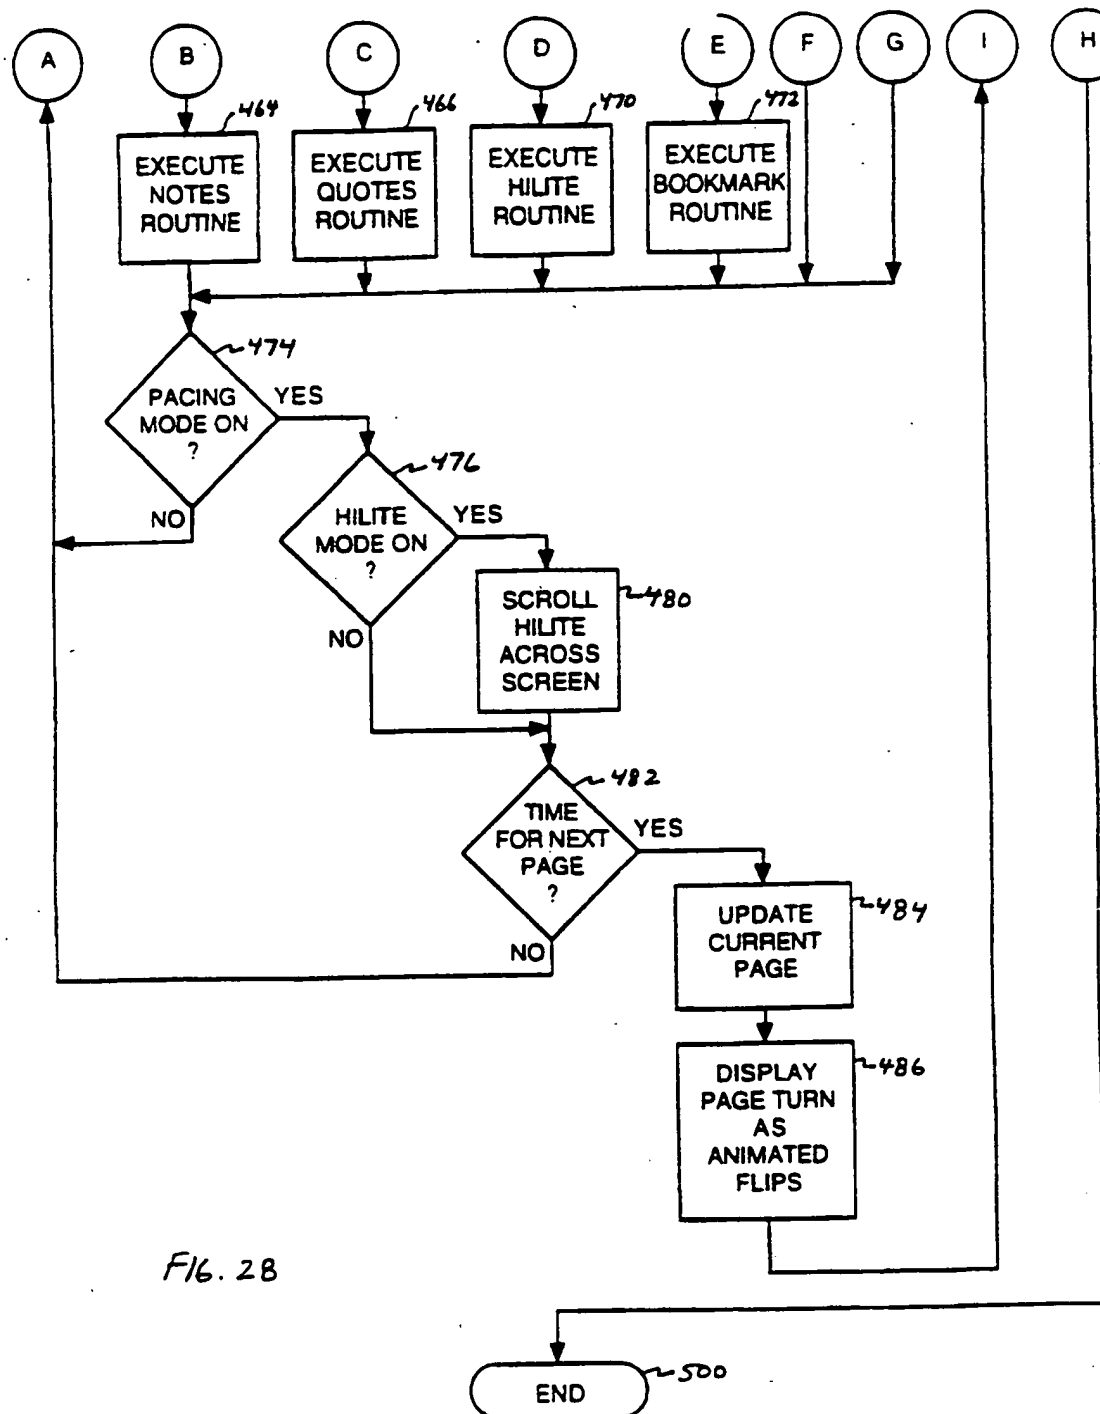 A
B
C
D
E
F
G
I
H
464
466
470
472
EXECUTE
NOTES
ROUTINE
EXECUTE
QUOTES
ROUTINE
EXECUTE
HILITE
ROUTINE
EXECUTE
BOOKMARK
ROUTINE
474
PACING
MODE ON
?
YES
NO
476
HILITE
MODE ON
?
YES
NO
480
SCROLL
HILITE
ACROSS
SCREEN
482
TIME
FOR NEXT
PAGE
?
YES
NO
484
UPDATE
CURRENT
PAGE
486
DISPLAY
PAGE TURN
AS
ANIMATED
FLIPS
FIG. 28
500
END